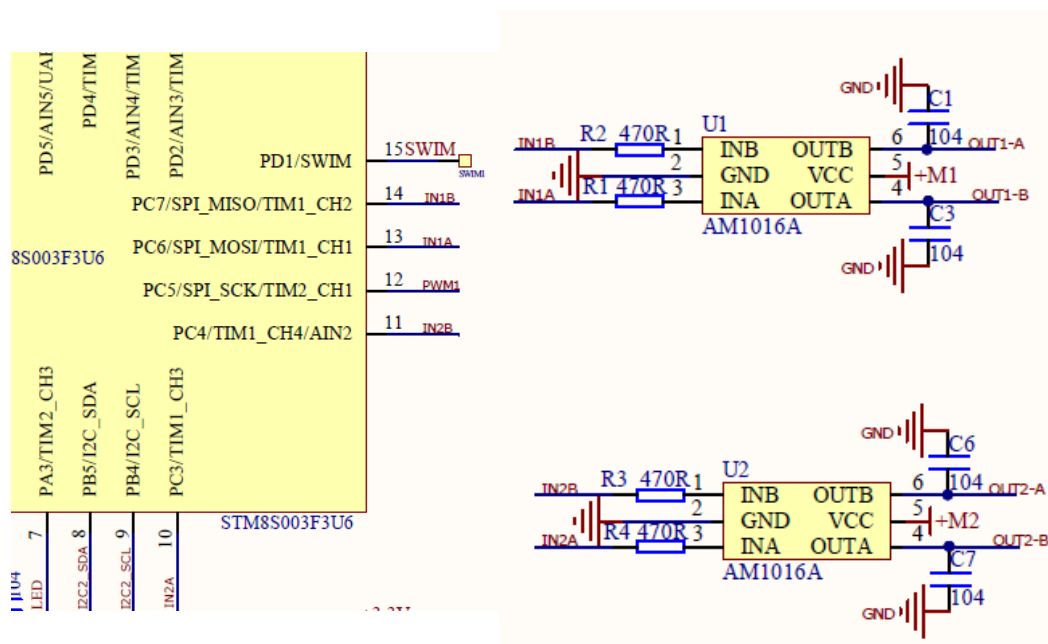 PD5/AIN5/UAI
PD4/TIM
PD3/AIN4/TIM
PD2/AIN3/TIM
PD1/SWIM
15 SWIM
SWIM1
PC7/SPI_MISO/TIM1_CH2
14 IN1B
PC6/SPI_MOSI/TIM1_CH1
13 IN1A
8S003F3U6
PC5/SPI_SCK/TIM2_CH1
12 PWM1
PC4/TIM1_CH4/AIN2
11 IN2B
PA3/TIM2_CH3
PB5/I2C_SDA
PB4/I2C_SCL
PC3/TIM1_CH3
STM8S003F3U6
7
8
9
10
LED
I2C2_SDA
I2C2_SCL
IN2A
GND
C1
104
U1
IN1B R2 470R 1 INB OUTB 6 OUT1-A
2 GND VCC 5 +M1
IN1A R1 470R 3 INA OUTA 4 OUT1-B
AM1016A
C3
104
GND
GND
C6
104
U2
IN2B R3 470R 1 INB OUTB 6 OUT2-A
2 GND VCC 5 +M2
IN2A R4 470R 3 INA OUTA 4 OUT2-B
AM1016A
C7
104
GND